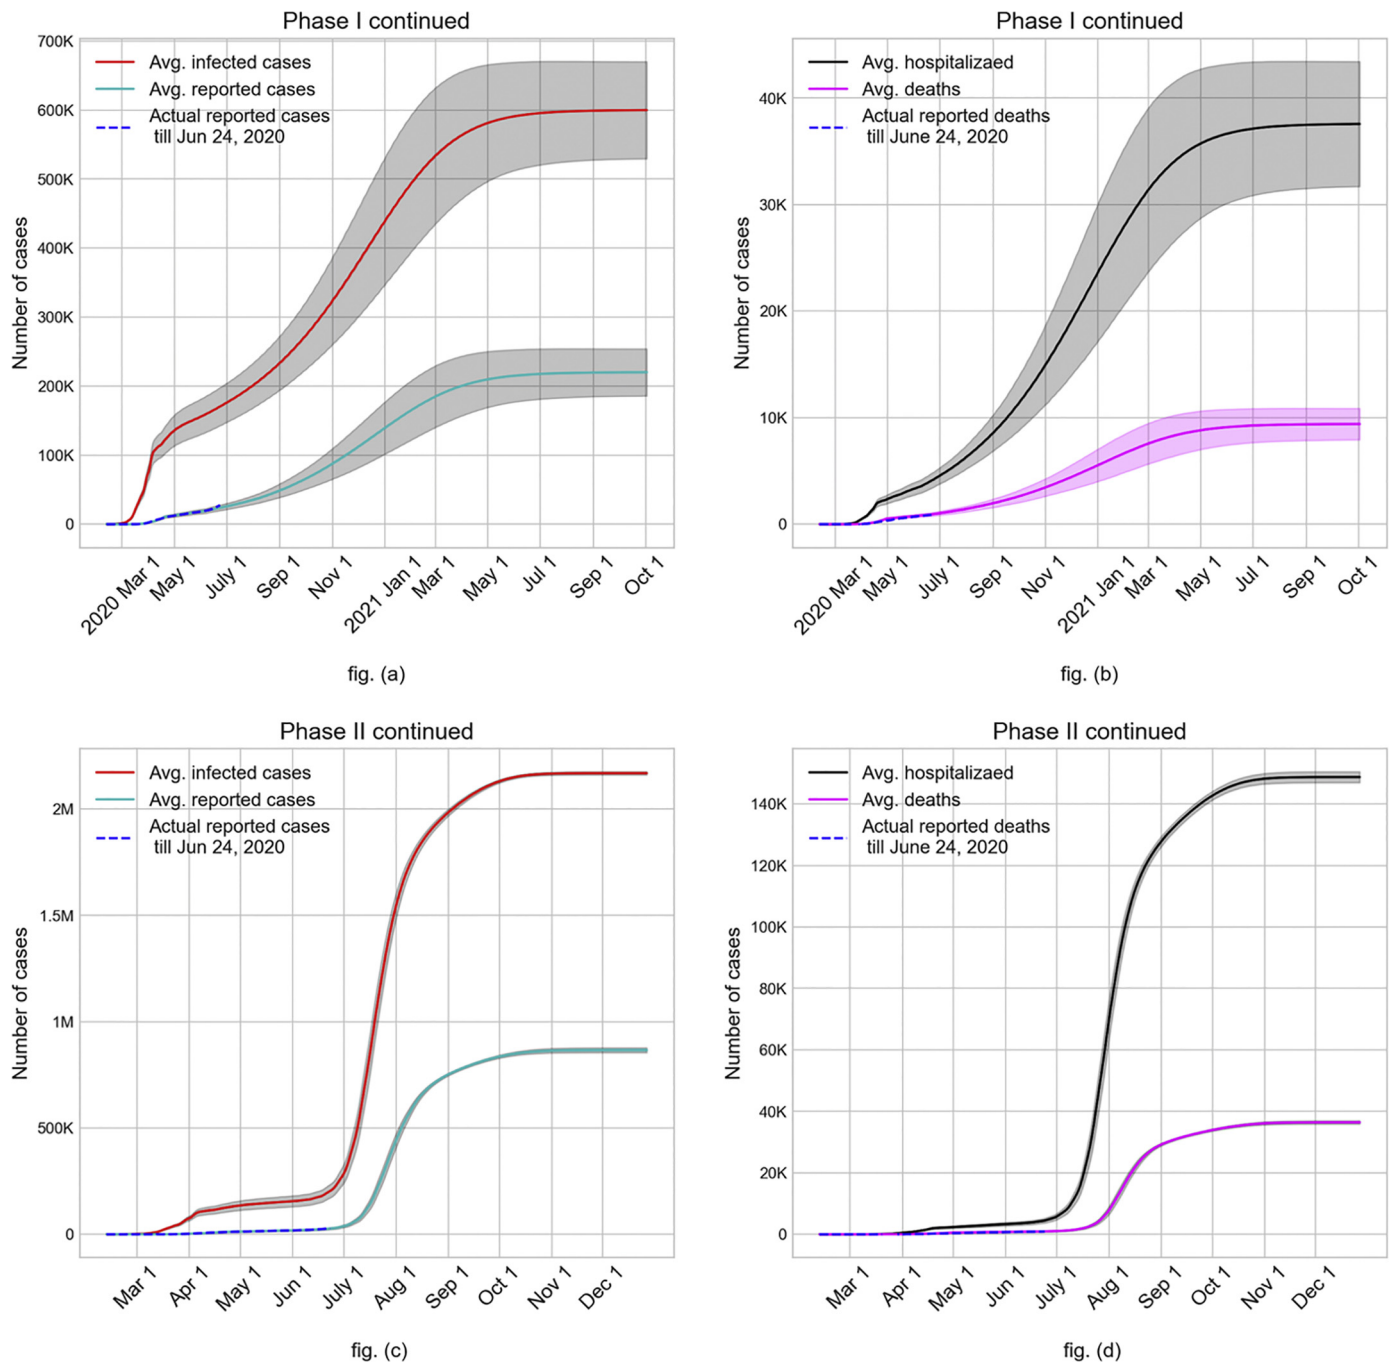 Phase I continued
700K
600K
500K
400K
300K
200K
100K
0
Number of cases
Avg. infected cases
Avg. reported cases
Actual reported cases
till Jun 24, 2020
2020 Mar 1
May 1
July 1
Sep 1
Nov 1
2021 Jan 1
Mar 1
May 1
Jul 1
Sep 1
Oct 1
fig. (a)
Phase I continued
40K
30K
20K
10K
0
Number of cases
Avg. hospitalizaed
Avg. deaths
Actual reported deaths
till June 24, 2020
2020 Mar 1
May 1
July 1
Sep 1
Nov 1
2021 Jan 1
Mar 1
May 1
Jul 1
Sep 1
Oct 1
fig. (b)
Phase II continued
2M
1.5M
1M
500K
0
Number of cases
Avg. infected cases
Avg. reported cases
Actual reported cases
till Jun 24, 2020
Mar 1
Apr 1
May 1
Jun 1
July 1
Aug 1
Sep 1
Oct 1
Nov 1
Dec 1
fig. (c)
Phase II continued
140K
120K
100K
80K
60K
40K
20K
0
Number of cases
Avg. hospitalizaed
Avg. deaths
Actual reported deaths
till June 24, 2020
Mar 1
Apr 1
May 1
Jun 1
July 1
Aug 1
Sep 1
Oct 1
Nov 1
Dec 1
fig. (d)